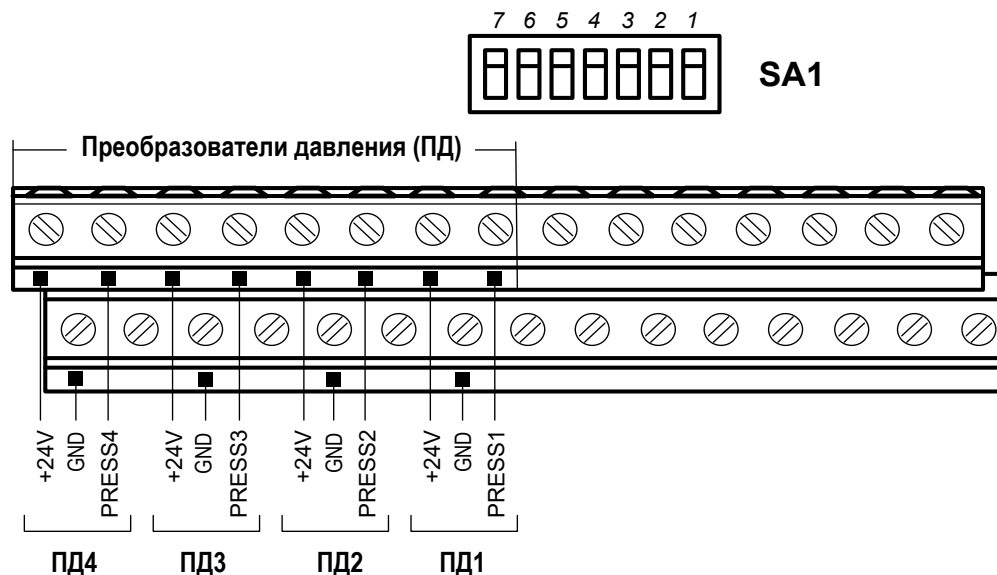 7 6 5 4 3 2 1
SA1
Преобразователи давления (ПД)
+24V GND PRESS4 +24V GND PRESS3 +24V GND PRESS2 +24V GND PRESS1
ПД4 ПД3 ПД2 ПД1